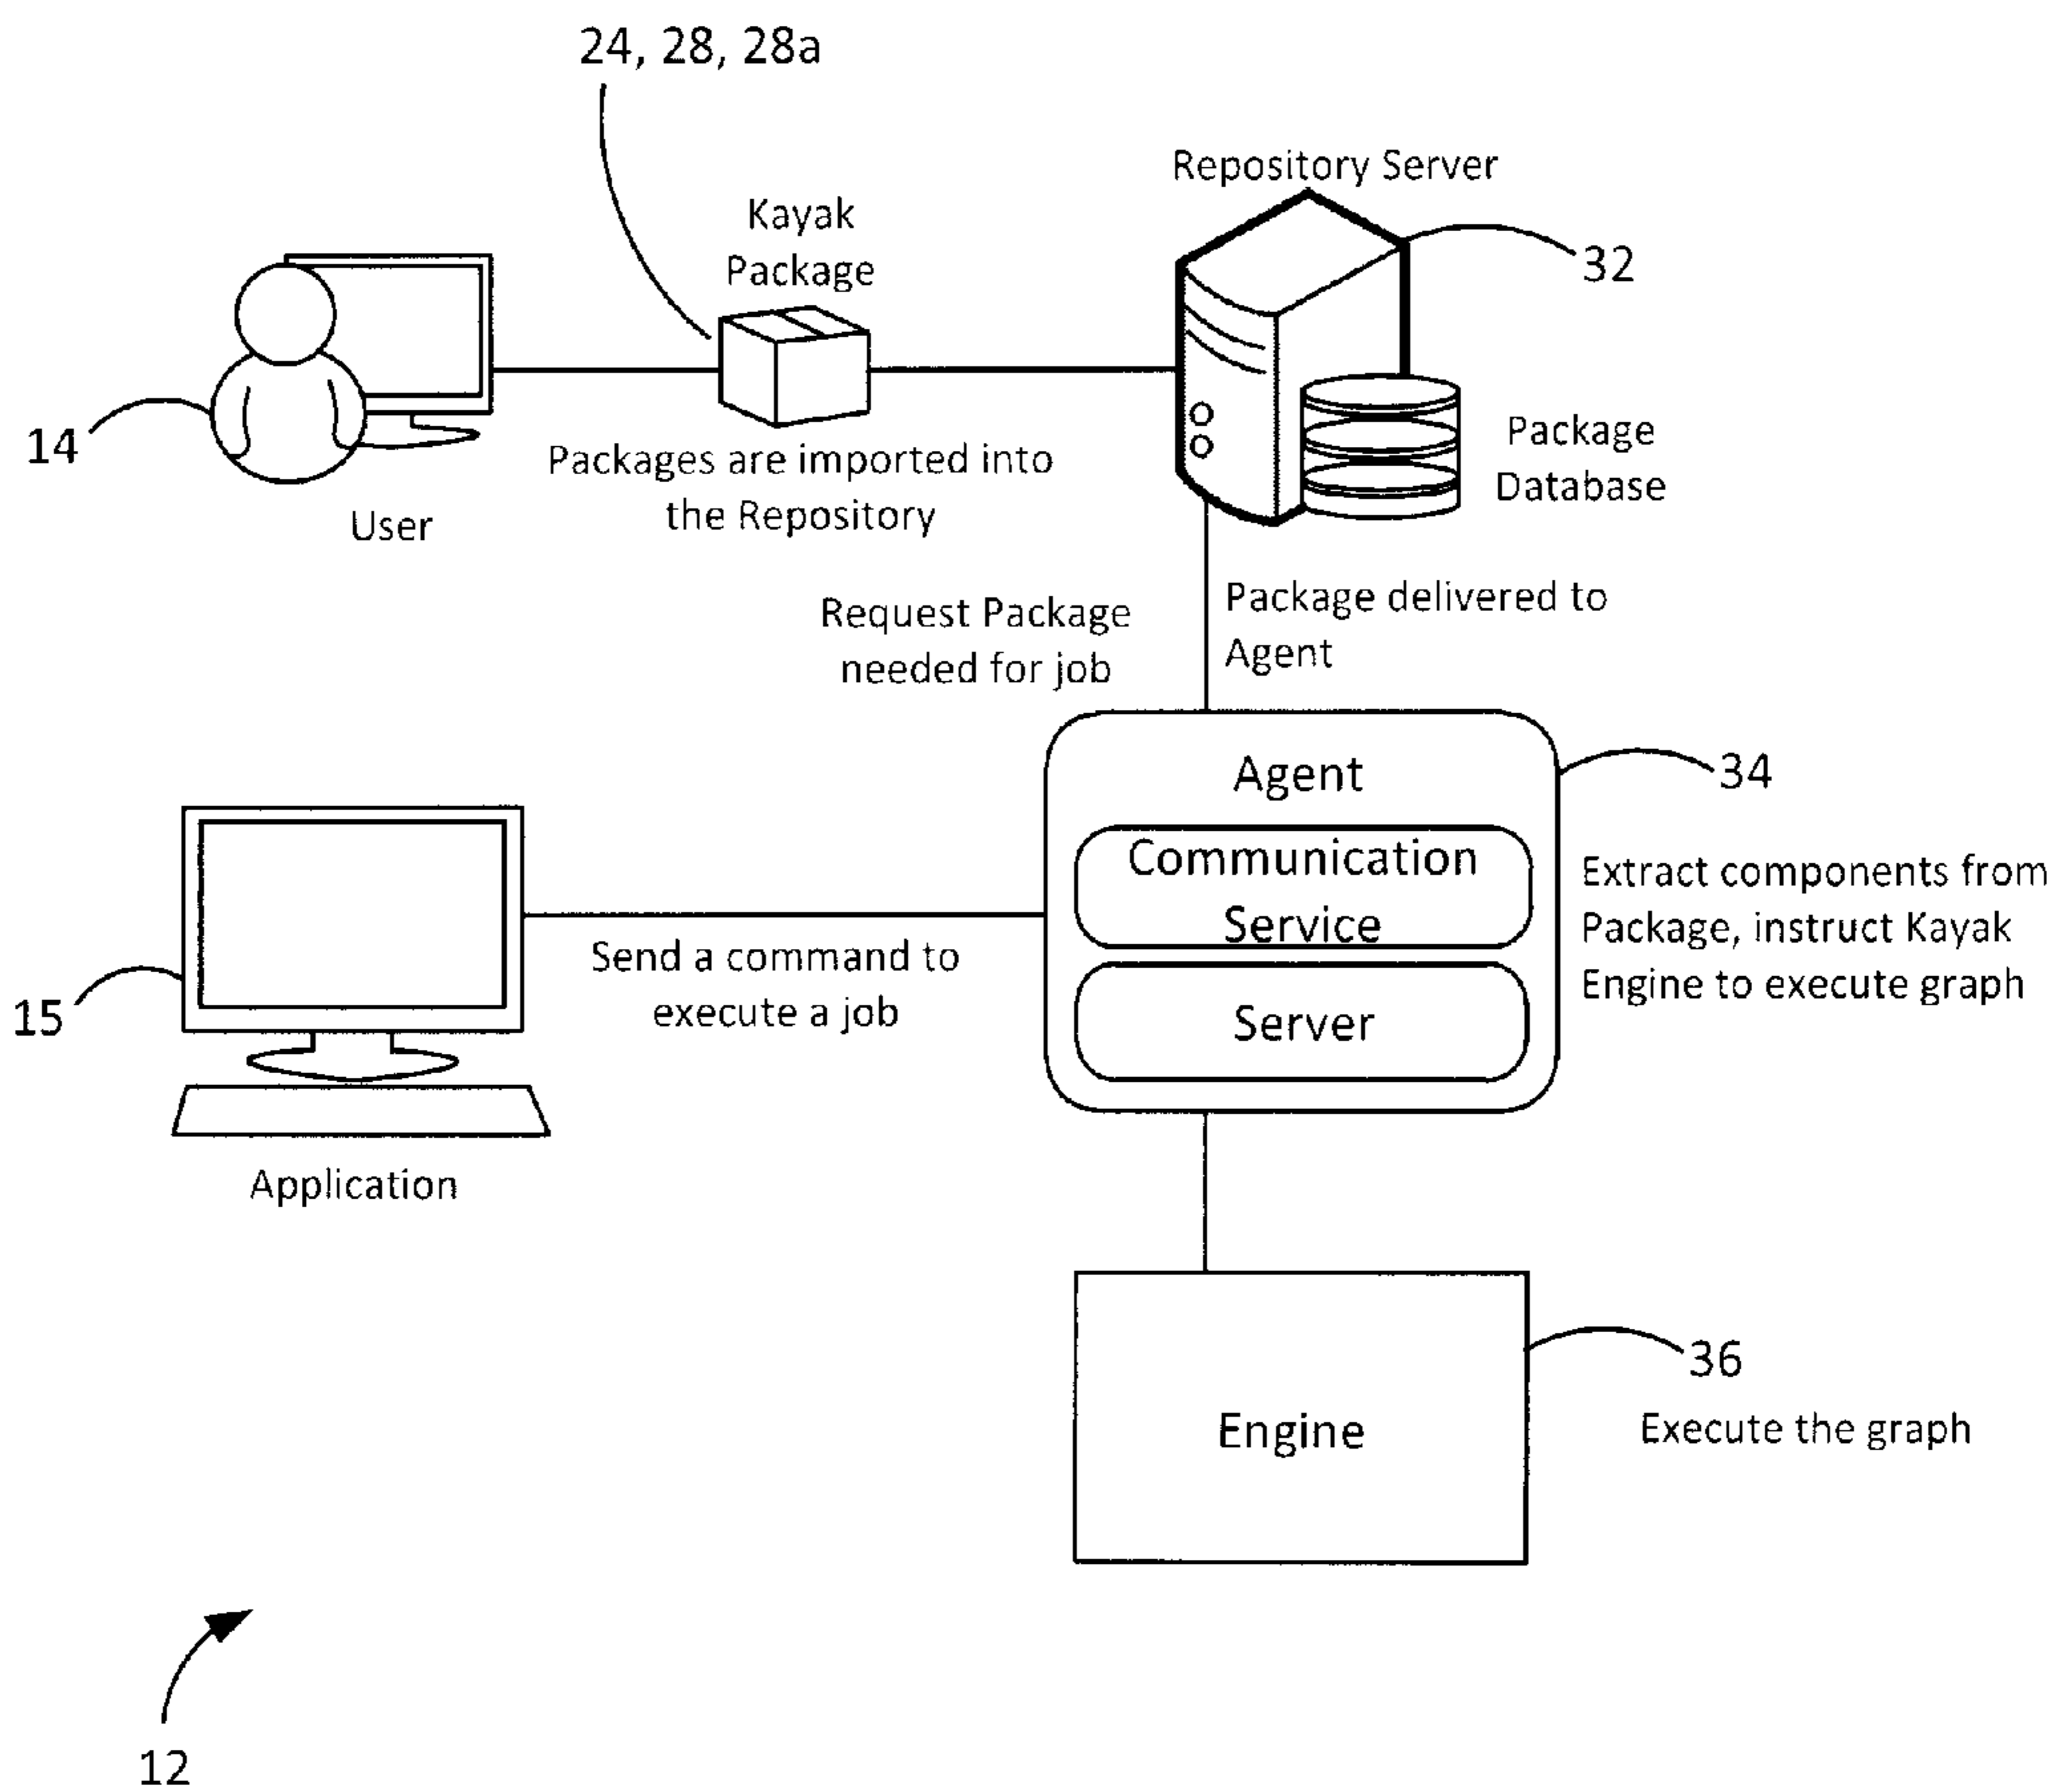 24, 28, 28a
Repository Server
32
Kayak
Package
14
User
Packages are imported into
the Repository
Package
Database
Request Package
needed for job
Package delivered to
Agent
34
Agent
Communication
Service
Server
Extract components from
Package, instruct Kayak
Engine to execute graph
15
Send a command to
execute a job
Application
36
Engine
Execute the graph
12